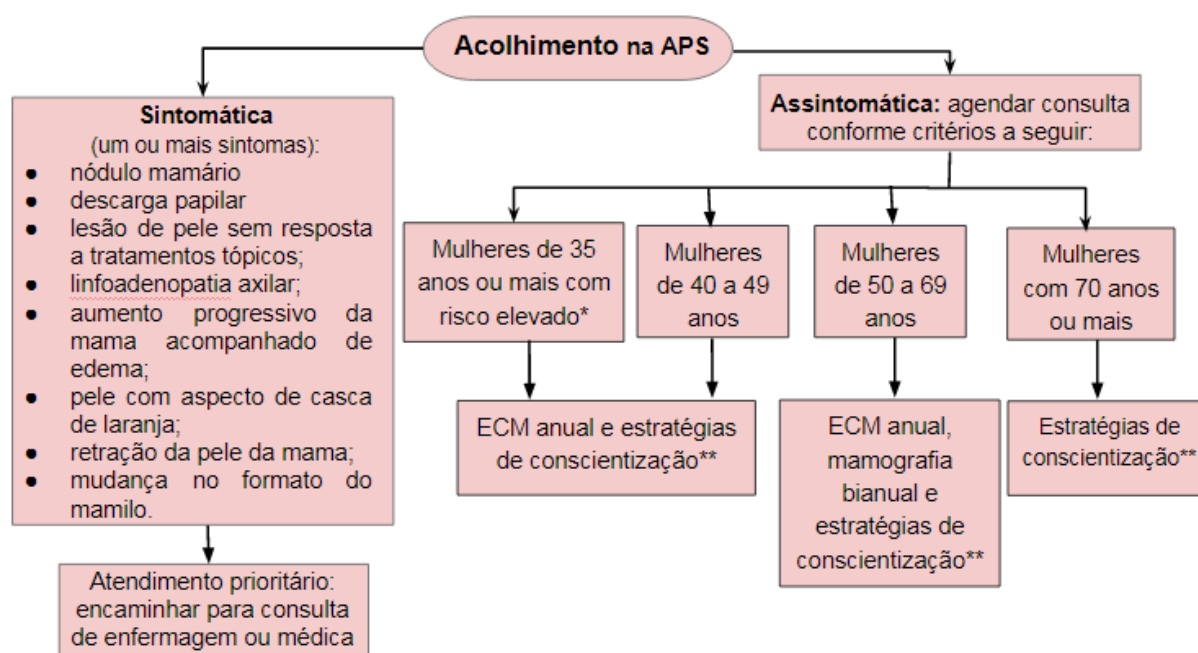 Acolhimento na APS
Sintomática
(um ou mais sintomas):
● nódulo mamário
● descarga papilar
● lesão de pele sem resposta
a tratamentos tópicos;
● linfoadenopatia axilar;
● aumento progressivo da
mama acompanhado de
edema;
● pele com aspecto de casca
de laranja;
● retração da pele da mama;
● mudança no formato do
mamilo.
Atendimento prioritário:
encaminhar para consulta
de enfermagem ou médica
Assintomática: agendar consulta
conforme critérios a seguir:
Mulheres de 35
anos ou mais com
risco elevado*
Mulheres
de 40 a 49
anos
Mulheres
de 50 a 69
anos
Mulheres
com 70 anos
ou mais
ECM anual e estratégias
de conscientização**
ECM anual,
mamografia
bianual e
estratégias de
conscientização**
Estratégias de
conscientização**